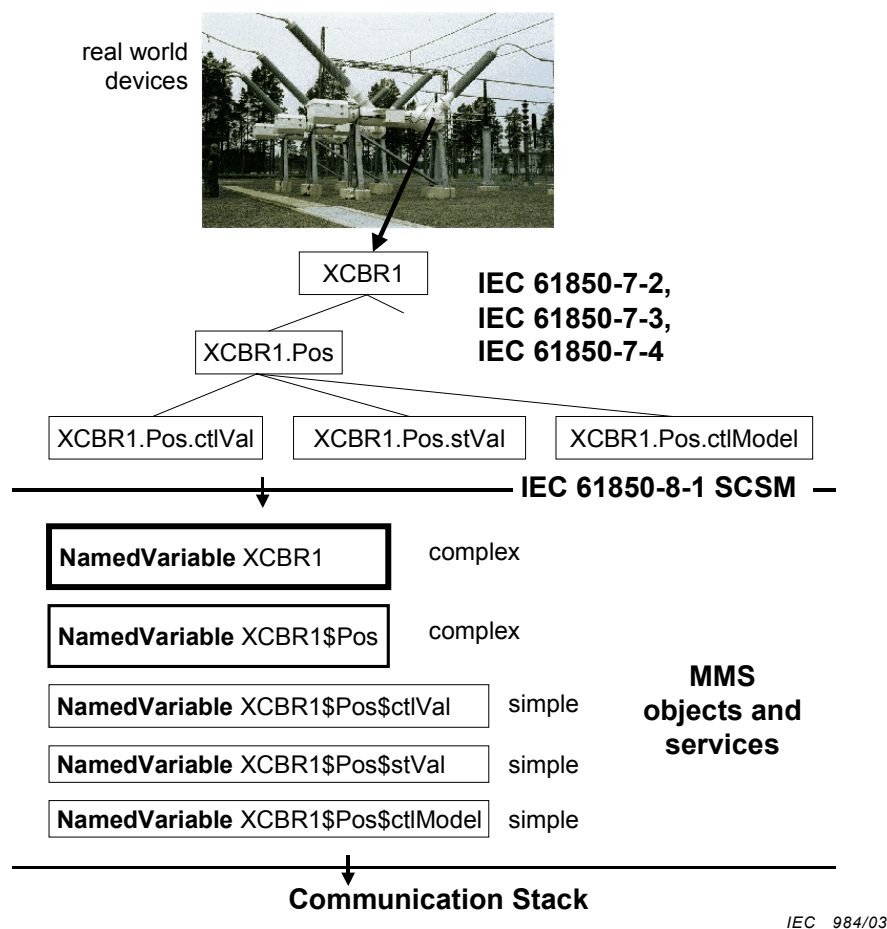 real world
devices
XCBR1
IEC 61850-7-2,
IEC 61850-7-3,
IEC 61850-7-4
XCBR1.Pos
XCBR1.Pos.ctlVal
XCBR1.Pos.stVal
XCBR1.Pos.ctlModel
IEC 61850-8-1 SCSM
NamedVariable XCBR1
complex
NamedVariable XCBR1$Pos
complex
MMS
objects and
services
NamedVariable XCBR1$Pos$ctlVal
simple
NamedVariable XCBR1$Pos$stVal
simple
NamedVariable XCBR1$Pos$ctlModel
simple
Communication Stack
IEC 984/03